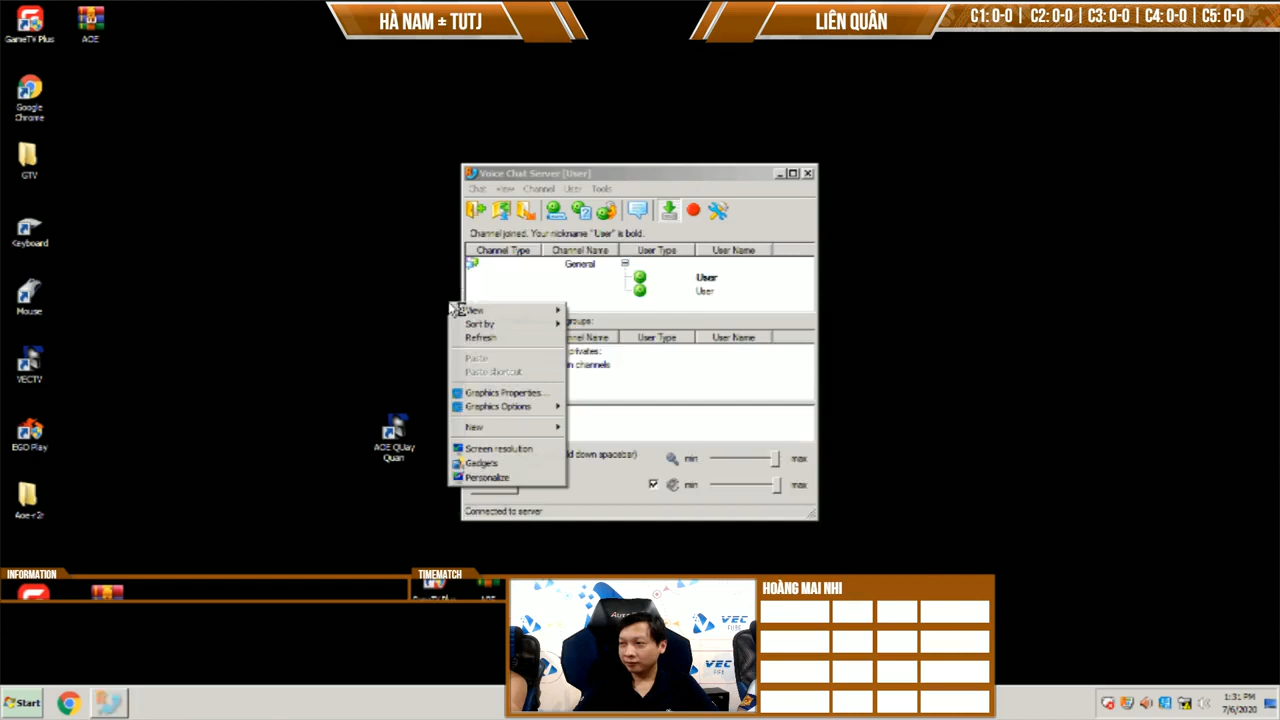 HÀ NAM ± TUTJ
LIÊN QUÂN
C1: 0-0 | C2: 0-0 | C3: 0-0 | C4: 0-0 | C5: 0-0
GameTV Plus
AOE
Google Chrome
GTV
Keyboard
Mouse
VECTV
EGO Play
AOE QUay Quan
Voice Chat Server [User]
Chat View Channel User Tools
Channel joined. Your nickname "User" is bold.
Channel Type Channel Name User Type User Name
General
User
User
View
Sort by
Refresh
Paste
Paste shortcut
Graphics Properties...
Graphics Options
New
Screen resolution
Gadgets
Personalize
groups:
nnel Name User Type User Name
privates:
in channels
ld down spacebar)
min max
min max
Connected to server
INFORMATION
TIMEMATCH
HOÀNG MAI NHI
VEC
VEC
FIFE
Start
1:31 PM
7/6/2020